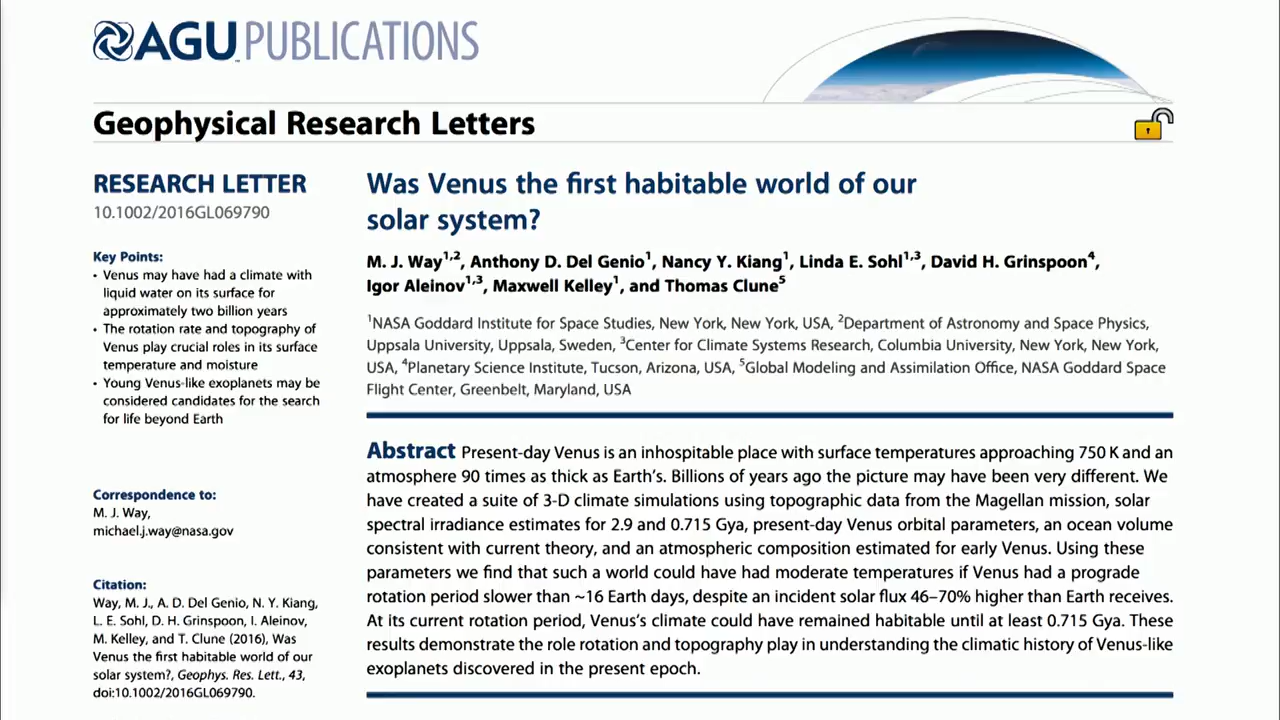 AGU PUBLICATIONS
Geophysical Research Letters
RESEARCH LETTER
10.1002/2016GL069790
Key Points:
• Venus may have had a climate with
liquid water on its surface for
approximately two billion years
• The rotation rate and topography of
Venus play crucial roles in its surface
temperature and moisture
• Young Venus-like exoplanets may be
considered candidates for the search
for life beyond Earth
Correspondence to:
M. J. Way,
michael.j.way@nasa.gov
Citation:
Way, M. J., A. D. Del Genio, N. Y. Kiang,
L. E. Sohl, D. H. Grinspoon, I. Aleinov,
M. Kelley, and T. Clune (2016), Was
Venus the first habitable world of our
solar system?, Geophys. Res. Lett., 43,
doi:10.1002/2016GL069790.
Was Venus the first habitable world of our
solar system?
M. J. Way1,2, Anthony D. Del Genio1, Nancy Y. Kiang1, Linda E. Sohl1,3, David H. Grinspoon4,
Igor Aleinov1,3, Maxwell Kelley1, and Thomas Clune5
1NASA Goddard Institute for Space Studies, New York, New York, USA, 2Department of Astronomy and Space Physics,
Uppsala University, Uppsala, Sweden, 3Center for Climate Systems Research, Columbia University, New York, New York,
USA, 4Planetary Science Institute, Tucson, Arizona, USA, 5Global Modeling and Assimilation Office, NASA Goddard Space
Flight Center, Greenbelt, Maryland, USA
Abstract Present-day Venus is an inhospitable place with surface temperatures approaching 750 K and an
atmosphere 90 times as thick as Earth's. Billions of years ago the picture may have been very different. We
have created a suite of 3-D climate simulations using topographic data from the Magellan mission, solar
spectral irradiance estimates for 2.9 and 0.715 Gya, present-day Venus orbital parameters, an ocean volume
consistent with current theory, and an atmospheric composition estimated for early Venus. Using these
parameters we find that such a world could have had moderate temperatures if Venus had a prograde
rotation period slower than ~16 Earth days, despite an incident solar flux 46–70% higher than Earth receives.
At its current rotation period, Venus's climate could have remained habitable until at least 0.715 Gya. These
results demonstrate the role rotation and topography play in understanding the climatic history of Venus-like
exoplanets discovered in the present epoch.